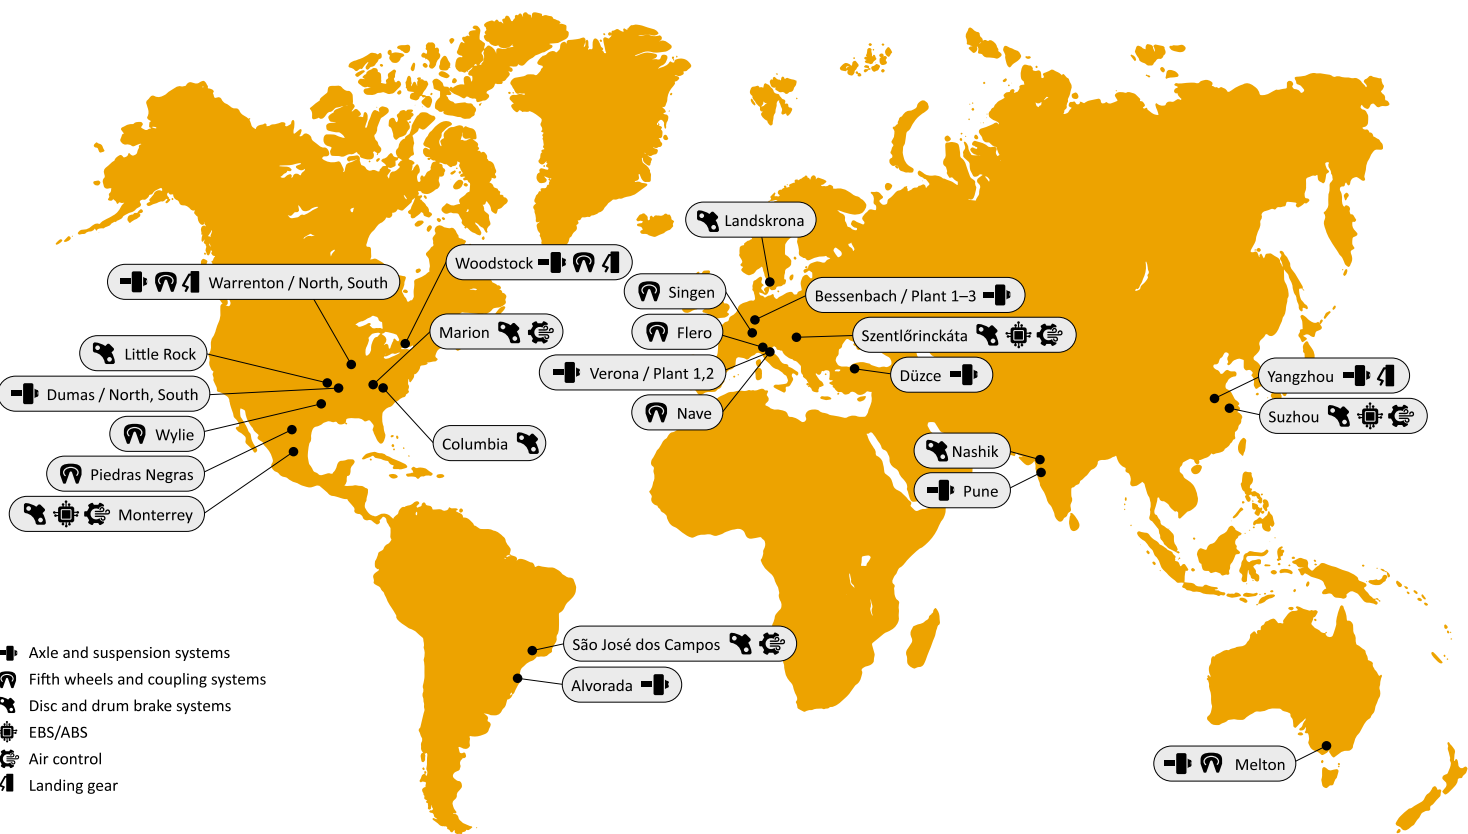 Landskrona
Woodstock
Warrenton / North, South
Singen
Bessenbach / Plant 1–3
Marion
Flero
Szentlőrinckáta
Little Rock
Verona / Plant 1,2
Düzce
Yangzhou
Dumas / North, South
Nave
Suzhou
Wylie
Columbia
Nashik
Piedras Negras
Pune
Monterrey
São José dos Campos
Alvorada
Axle and suspension systems
Fifth wheels and coupling systems
Disc and drum brake systems
EBS/ABS
Air control
Landing gear
Melton